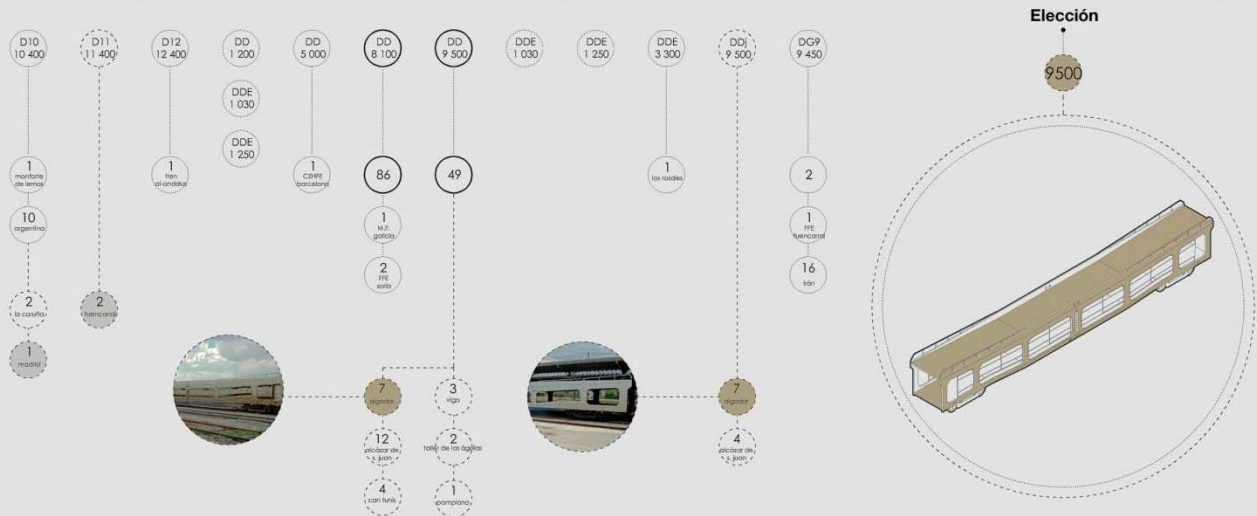 Elección
D10
10 400
D11
11 400
D12
12 400
DD
1 200
DD
5 000
DD
8 100
DD
9 500
DDE
1 030
DDE
1 250
DDE
3 300
DDj
9 500
DG9
9 450
9500
DDE
1 030
DDE
1 250
1
monforte
de lemos
1
tren
al-andalus
1
CEHFE
barcelona
86
49
1
los rosales
2
10
argentina
1
M.F.
galicia
1
FFE
fuencarral
2
FFE
soria
16
irán
2
la coruña
2
fuencarral
1
madrid
7
algodor
3
vigo
7
algodor
12
alcázar de
s. juan
2
taller de las águilas
4
alcázar de
s. juan
4
can tunis
1
pamplona